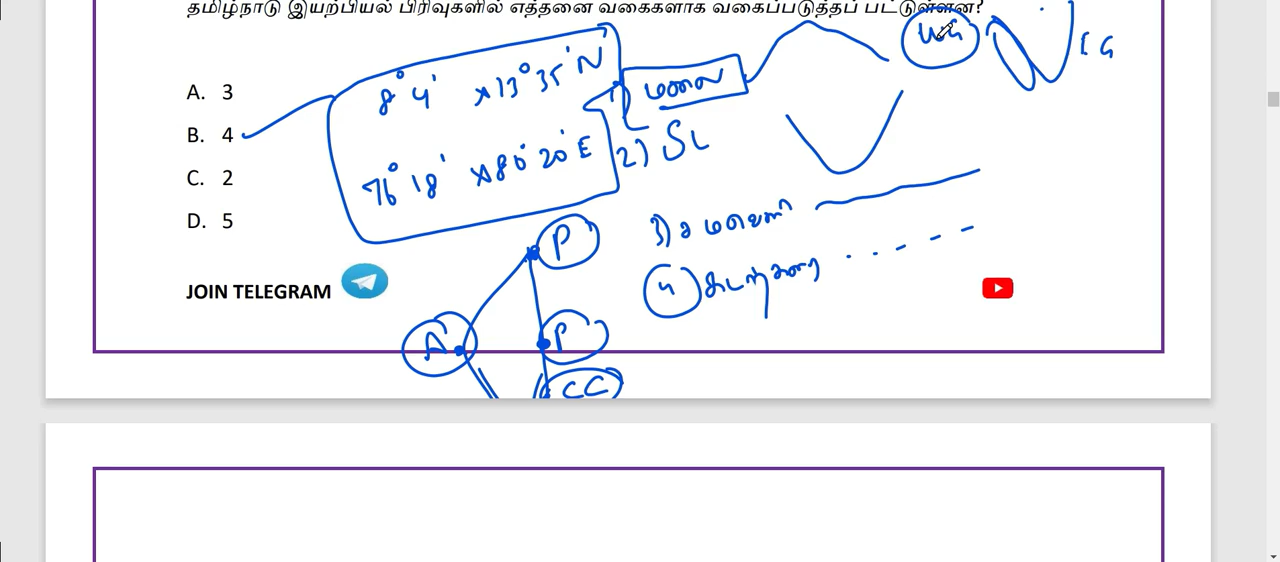 தமிழ்நாடு இயற்பியல் பிரிவுகளில் எத்தனை வகைகளாக வகைப்படுத்தப் பட்டுள்ளன?
A. 3
B. 4
C. 2
D. 5
8° 4' 13° 35' N
76° 18' 80° 20' E
1) மலை
2)
3) சமவெளி
4) கடற்கரை
WG
P
A
P
CC
JOIN TELEGRAM